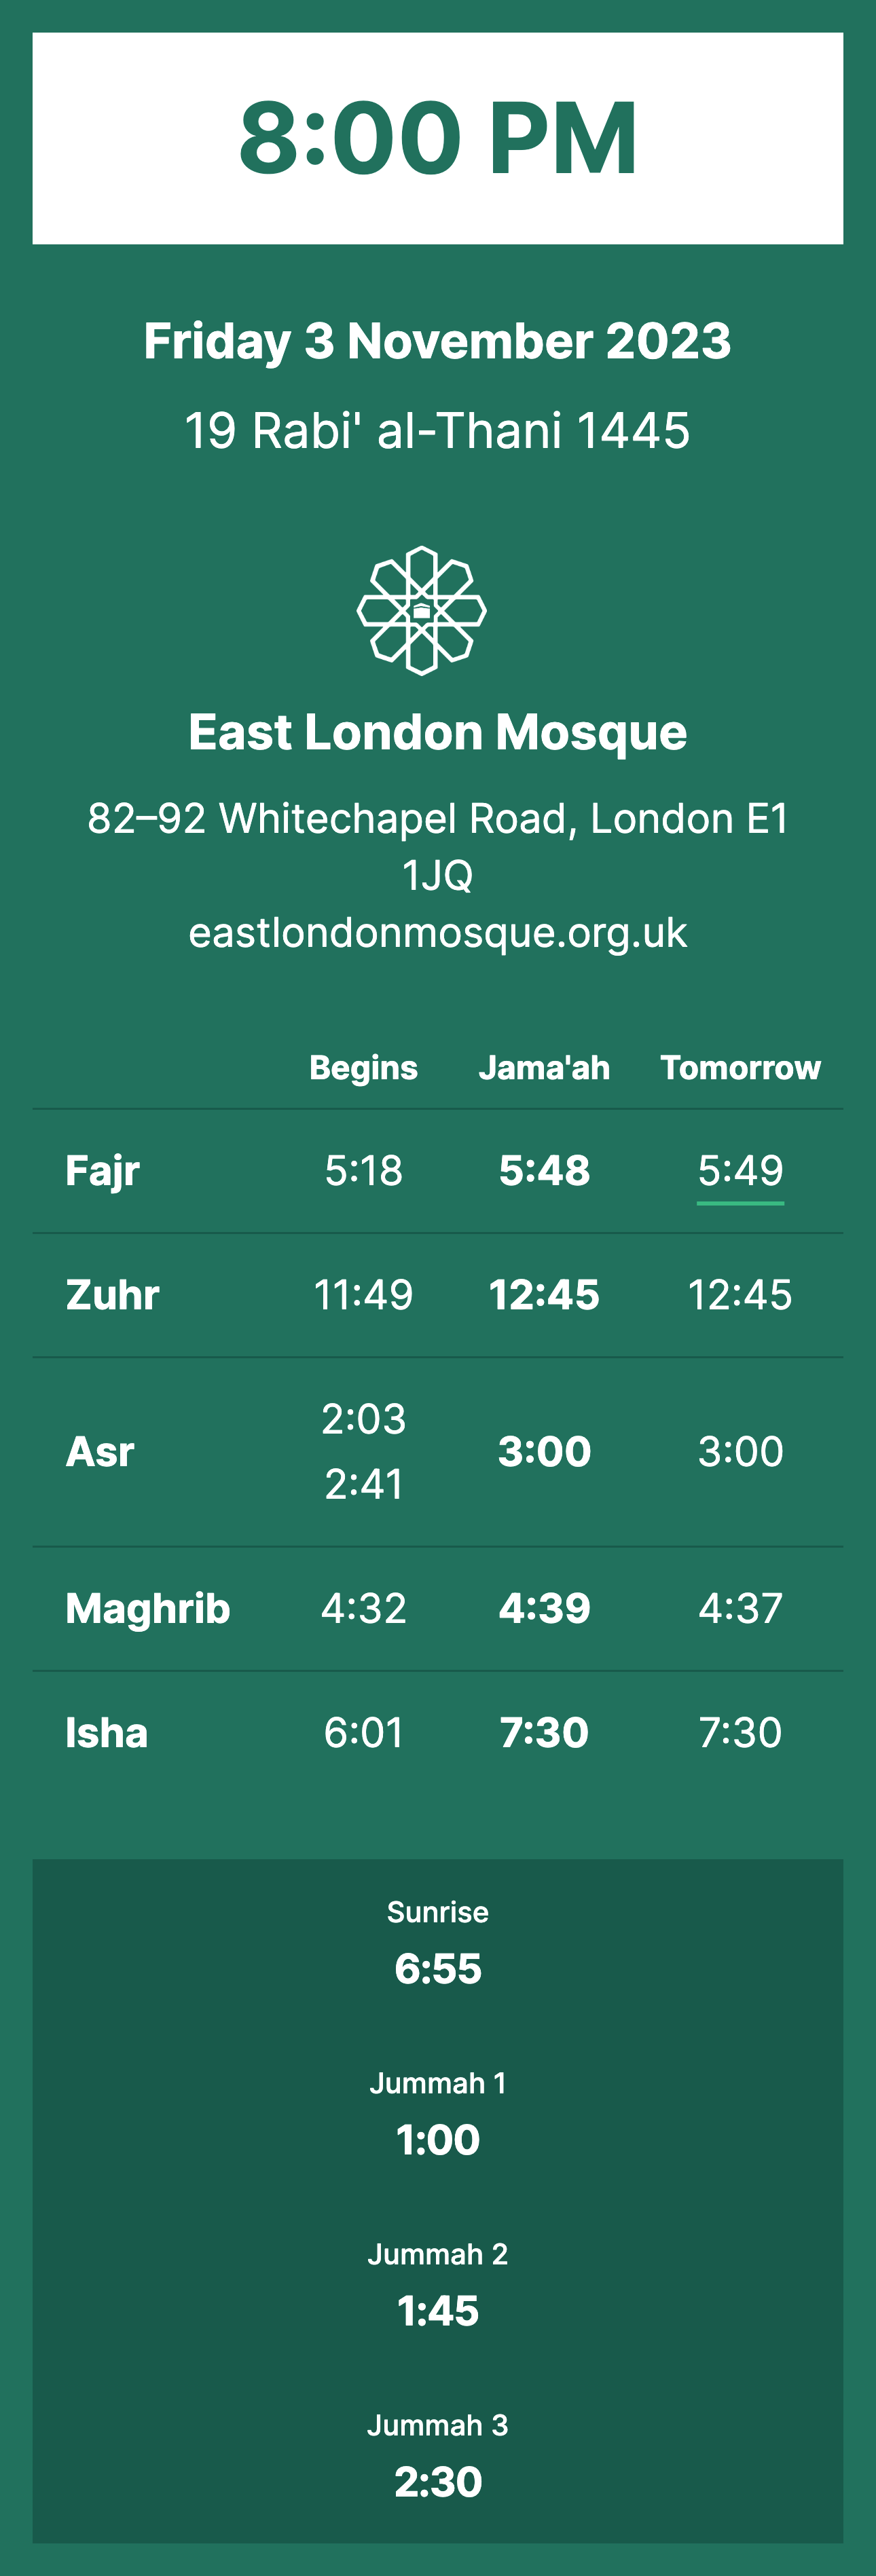 8:00 PM
Friday 3 November 2023
19 Rabi' al-Thani 1445
East London Mosque
82–92 Whitechapel Road, London E1
1JQ
eastlondonmosque.org.uk
Begins Jama'ah Tomorrow
Fajr 5:18 5:48 5:49
Zuhr 11:49 12:45 12:45
Asr 2:03 2:41 3:00 3:00
Maghrib 4:32 4:39 4:37
Isha 6:01 7:30 7:30
Sunrise
6:55
Jummah 1
1:00
Jummah 2
1:45
Jummah 3
2:30